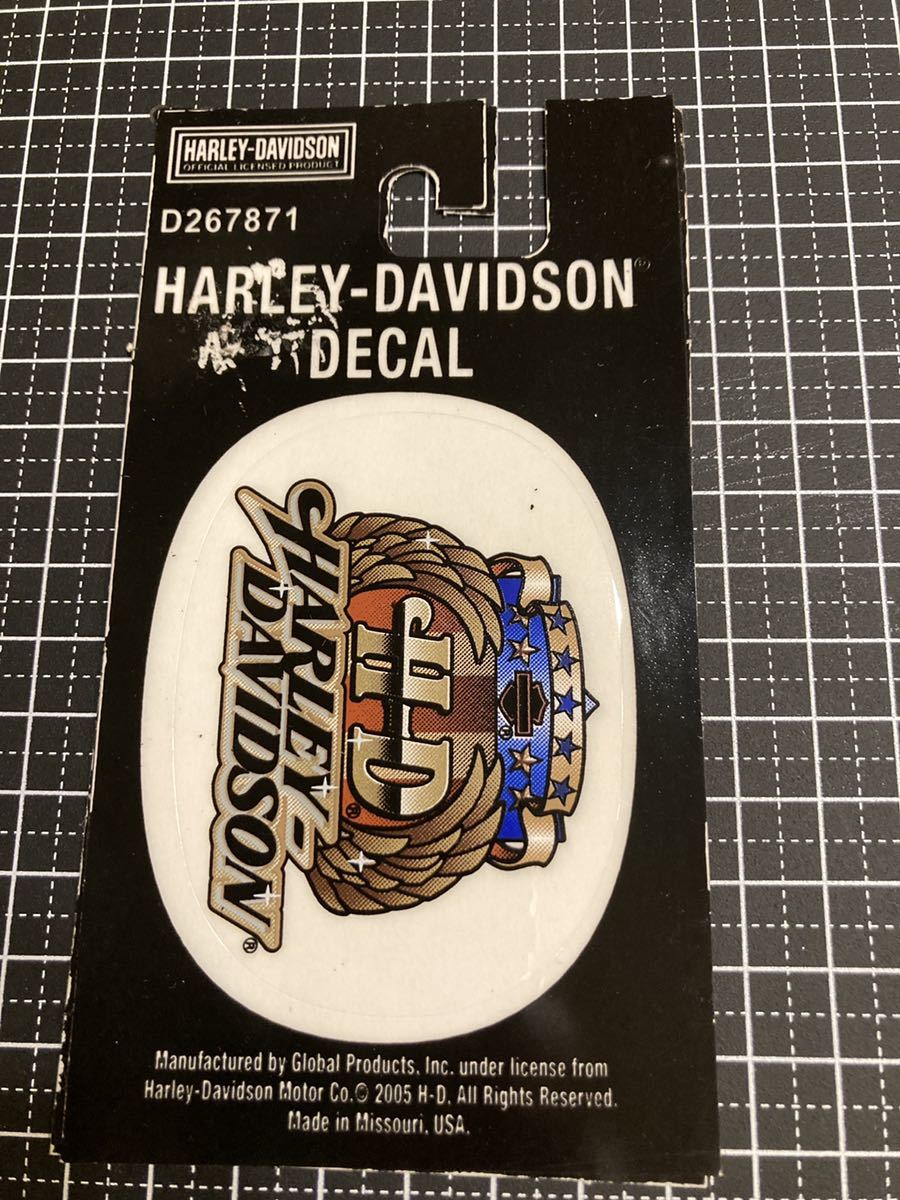 HARLEY-DAVIDSON
OFFICIAL LICENSED PRODUCT
D267871
HARLEY-DAVIDSON®
DECAL
HARLEY
DAVIDSON®
H-D®
®
Manufactured by Global Products, Inc. under license from
Harley-Davidson Motor Co.© 2005 H-D. All Rights Reserved.
Made in Missouri, USA.